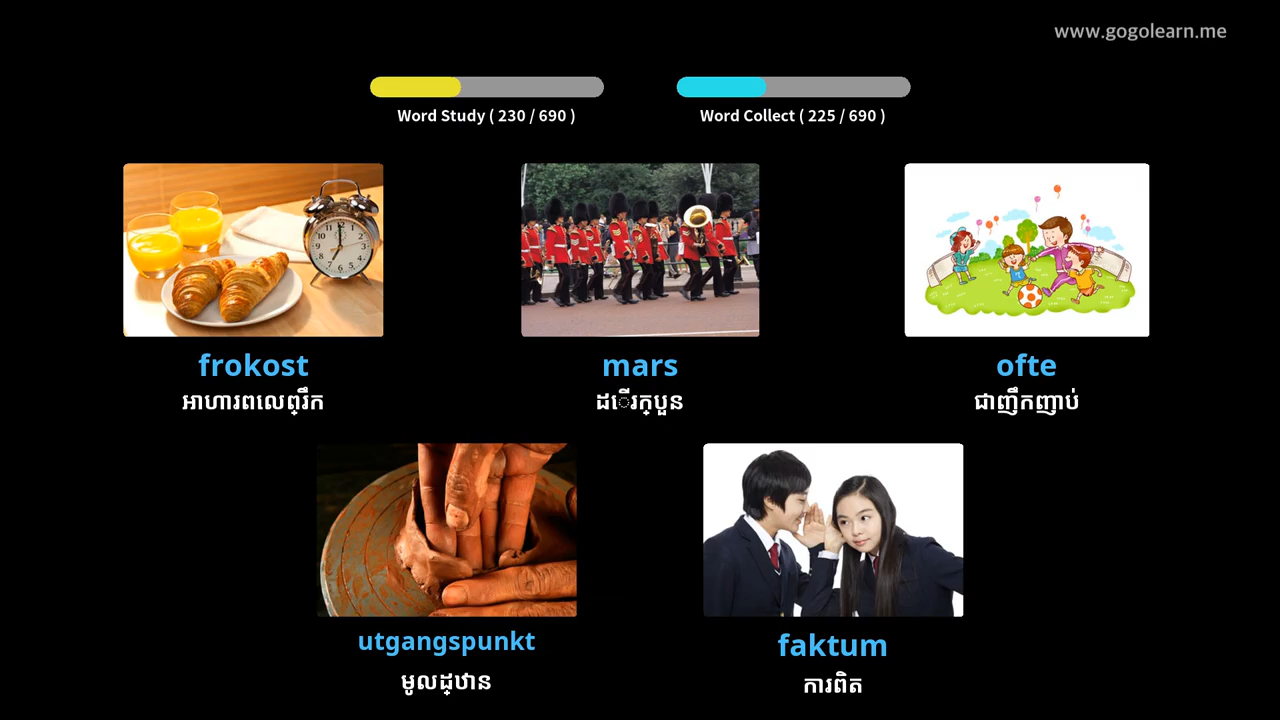 www.gogolearn.me
Word Study ( 230 / 690 )
Word Collect ( 225 / 690 )
frokost
អាហារពលេព្រឹក
mars
ដេីរក្បួន
ofte
ជាញឹកញាប់
utgangspunkt
មូលដ្ឋាន
faktum
ការពិត